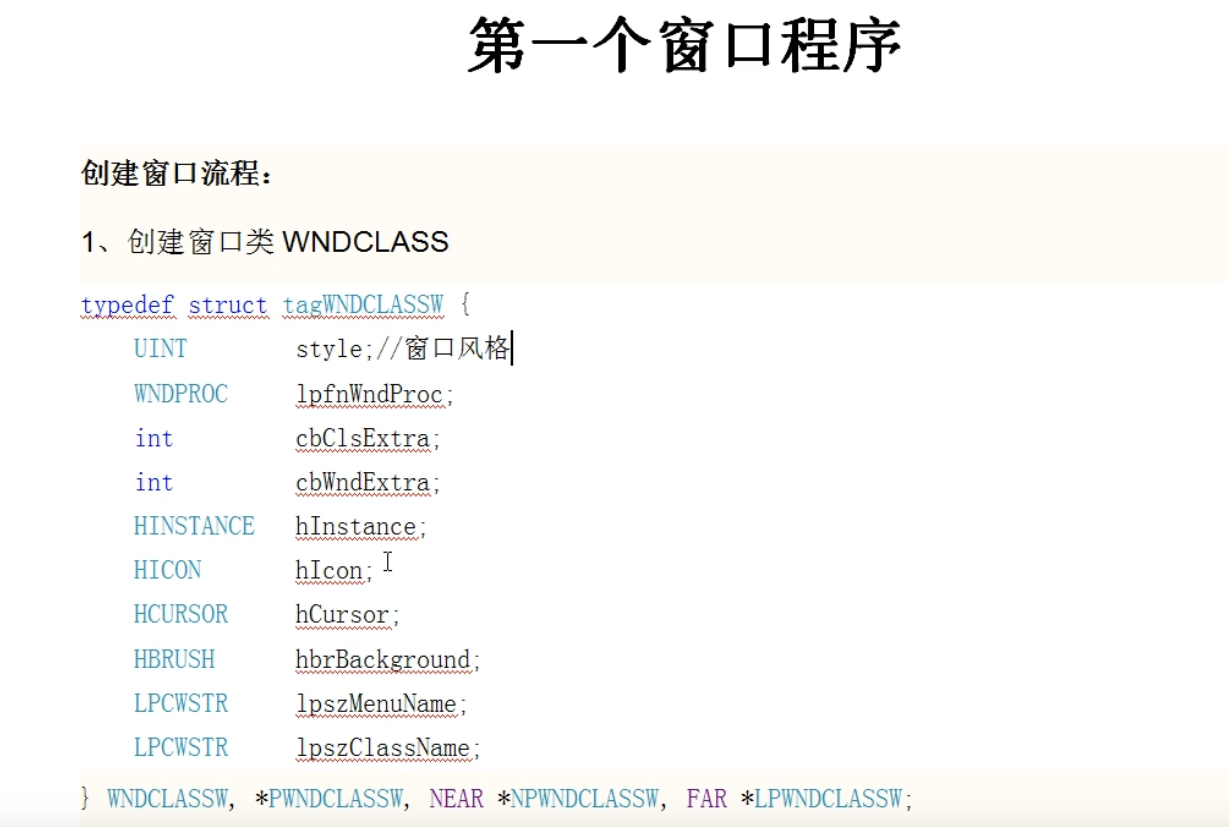 第一个窗口程序
创建窗口流程：
1、创建窗口类 WNDCLASS
typedef struct tagWNDCLASSW {
UINT style;//窗口风格
WNDPROC lpfnWndProc;
int cbClsExtra;
int cbWndExtra;
HINSTANCE hInstance;
HICON hIcon;
HCURSOR hCursor;
HBRUSH hbrBackground;
LPCWSTR lpszMenuName;
LPCWSTR lpszClassName;
} WNDCLASSW, *PWNDCLASSW, NEAR *NPWNDCLASSW, FAR *LPWNDCLASSW;